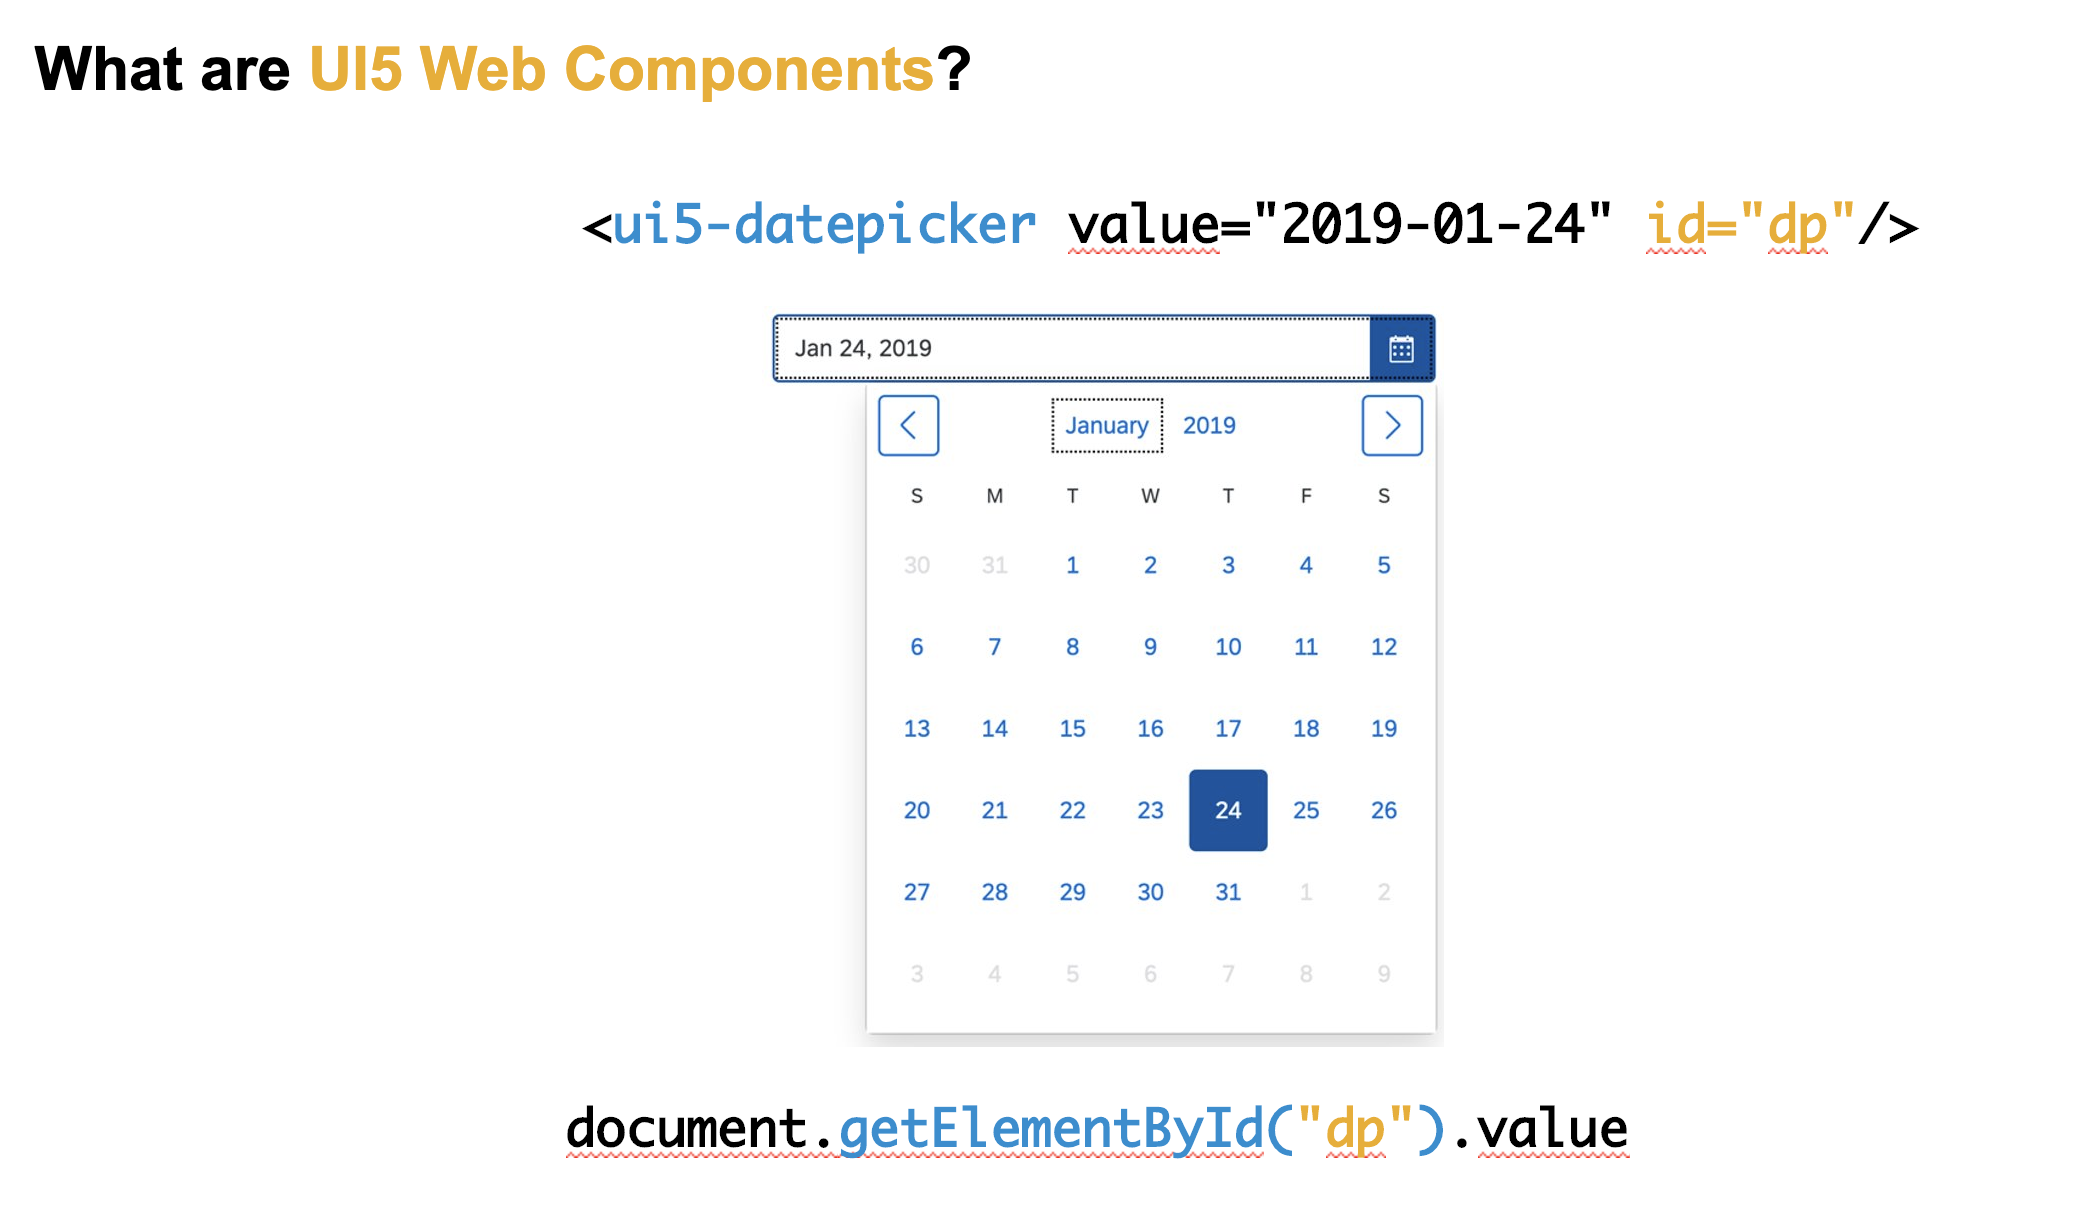 What are UI5 Web Components?
<ui5-datepicker value="2019-01-24" id="dp"/>
Jan 24, 2019
January 2019
S M T W T F S
30 31 1 2 3 4 5
6 7 8 9 10 11 12
13 14 15 16 17 18 19
20 21 22 23 24 25 26
27 28 29 30 31 1 2
3 4 5 6 7 8 9
document.getElementById("dp").value